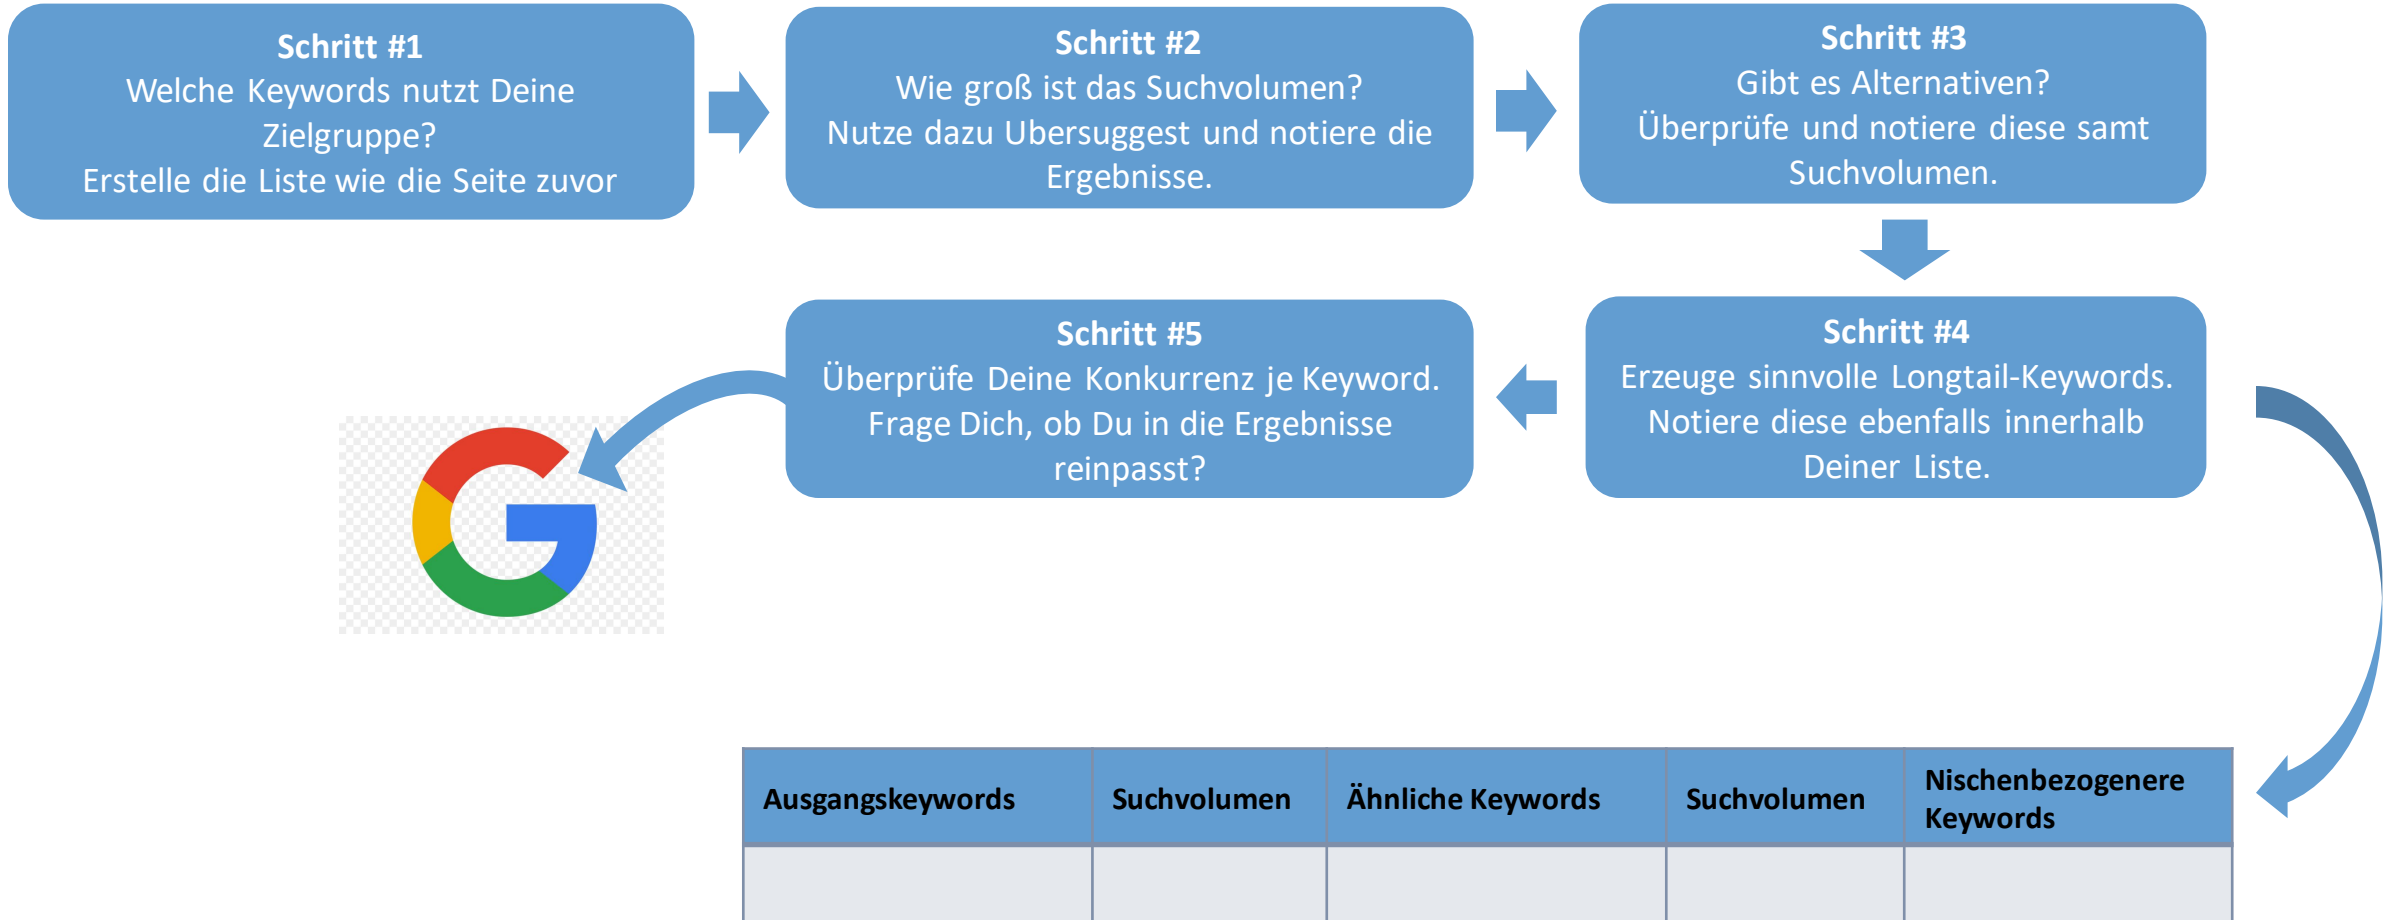 Schritt #1
Welche Keywords nutzt Deine
Zielgruppe?
Erstelle die Liste wie die Seite zuvor
Schritt #2
Wie groß ist das Suchvolumen?
Nutze dazu Ubersuggest und notiere die
Ergebnisse.
Schritt #3
Gibt es Alternativen?
Überprüfe und notiere diese samt
Suchvolumen.
Schritt #4
Erzeuge sinnvolle Longtail-Keywords.
Notiere diese ebenfalls innerhalb
Deiner Liste.
Schritt #5
Überprüfe Deine Konkurrenz je Keyword.
Frage Dich, ob Du in die Ergebnisse
reinpasst?
Ausgangskeywords
Suchvolumen
Ähnliche Keywords
Suchvolumen
Nischenbezogenere
Keywords